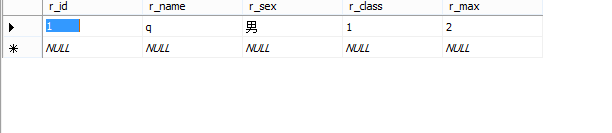 r_id r_name r_sex r_class r_max
1 q 男 1 2
NULL NULL NULL NULL NULL